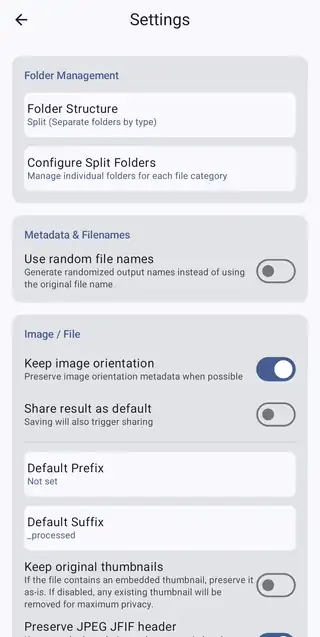 Settings
Folder Management
Folder Structure
Split (Separate folders by type)
Configure Split Folders
Manage individual folders for each file category
Metadata & Filenames
Use random file names
Generate randomized output names instead of using
the original file name
Image / File
Keep image orientation
Preserve image orientation metadata when possible
Share result as default
Saving will also trigger sharing
Default Prefix
Not set
Default Suffix
_processed
Keep original thumbnails
If the file contains an embedded thumbnail, preserve it
as-is. If disabled, any existing thumbnail will be
removed for maximum privacy.
Preserve JPEG JFIF header